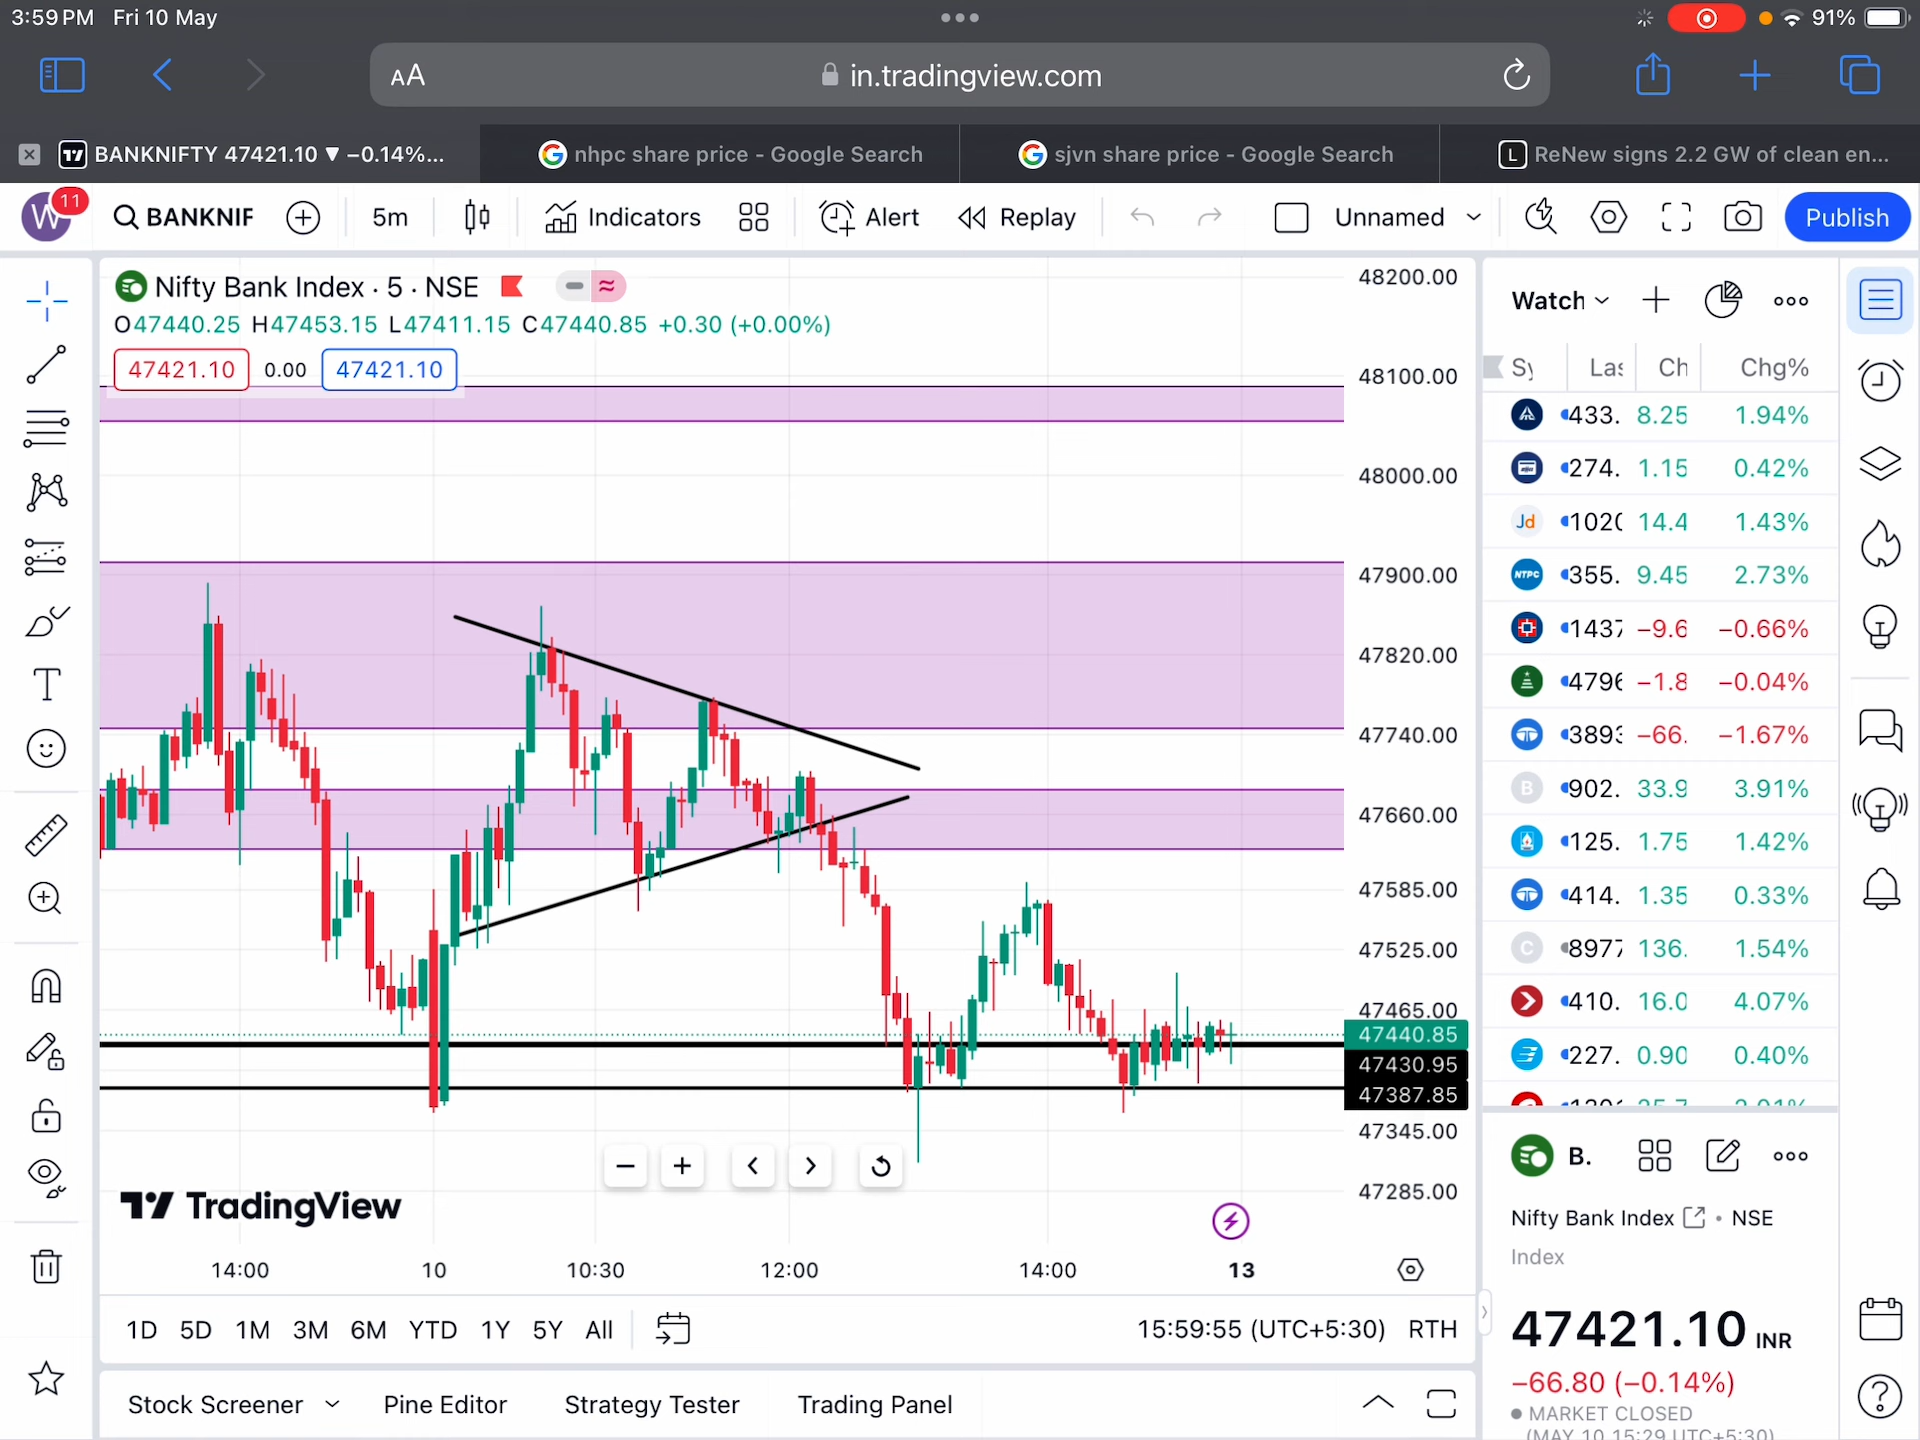 3:59 PM Fri 10 May
91%
AA
in.tradingview.com
BANKNIFTY 47421.10 ▼ −0.14%...
nhpc share price - Google Search
sjvn share price - Google Search
L
ReNew signs 2.2 GW of clean en...
W
11
BANKNIF
5m
Indicators
Alert
Replay
Unnamed
Publish
Nifty Bank Index · 5 · NSE
O47440.25 H47453.15 L47411.15 C47440.85 +0.30 (+0.00%)
47421.10
0.00
47421.10
48200.00
48100.00
48000.00
47900.00
47820.00
47740.00
47660.00
47585.00
47525.00
47465.00
47440.85
47430.95
47387.85
47345.00
47285.00
TradingView
14:00
10
10:30
12:00
14:00
13
1D 5D 1M 3M 6M YTD 1Y 5Y All
15:59:55 (UTC+5:30) RTH
Stock Screener
Pine Editor
Strategy Tester
Trading Panel
Watch
Sy Las Ch Chg%
433. 8.25 1.94%
274. 1.15 0.42%
Jd 102 14.4 1.43%
NTPC 355. 9.45 2.73%
1437 −9.6 −0.66%
4796 −1.8 −0.04%
3893 −66. −1.67%
B 902. 33.9 3.91%
125. 1.75 1.42%
414. 1.35 0.33%
C 8977 136. 1.54%
410. 16.0 4.07%
227. 0.90 0.40%
B.
Nifty Bank Index • NSE
Index
47421.10 INR
−66.80 (−0.14%)
MARKET CLOSED
(MAY 10 15:29 UTC+5:30)